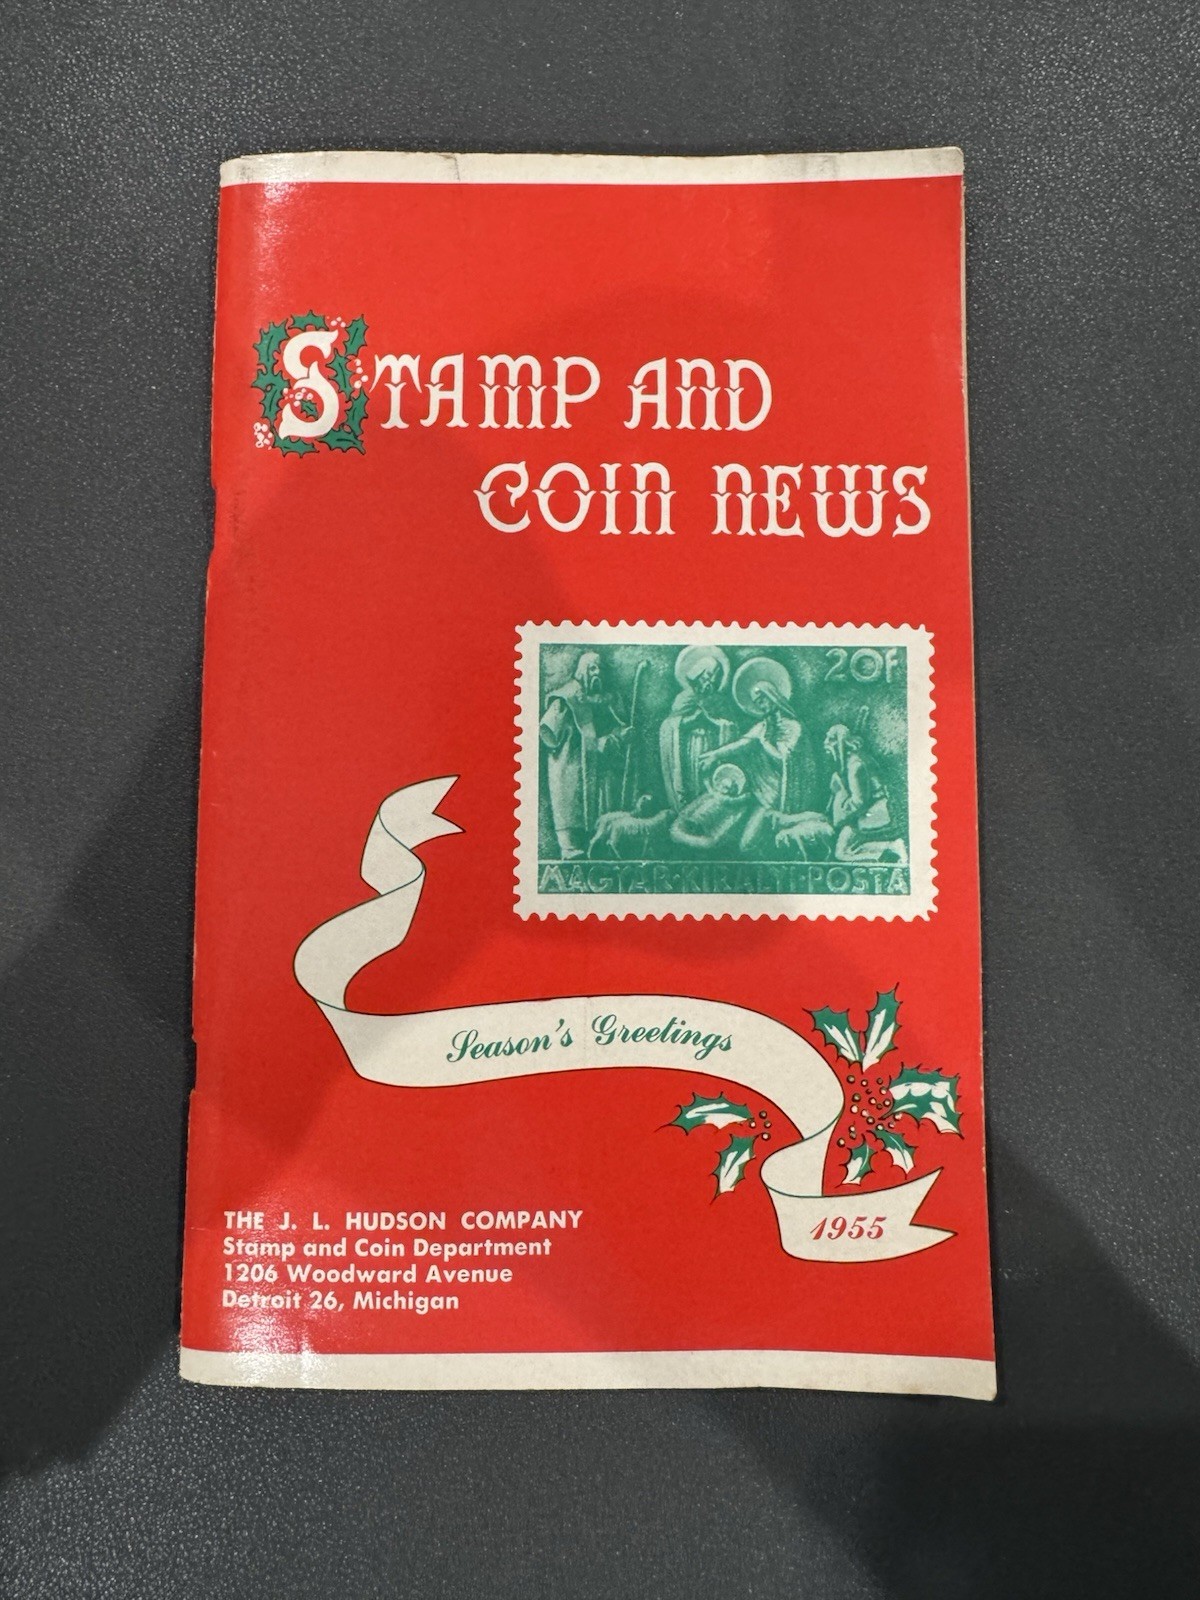 STAMP AND
COIN NEWS
20F
MAGYAR·KIRALYI·POSTA
Season's Greetings
1955
THE J. L. HUDSON COMPANY
Stamp and Coin Department
1206 Woodward Avenue
Detroit 26, Michigan